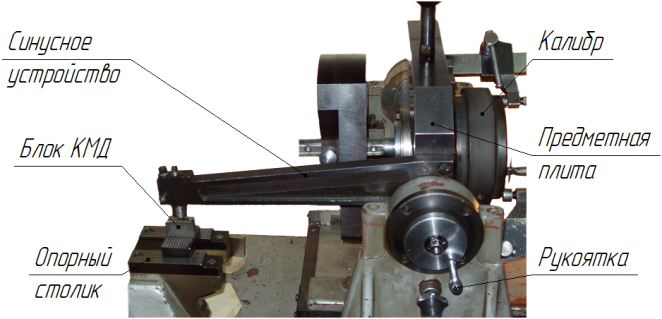 Синусное
устройство
Блок КМД
Опорный
столик
Калибр
Предметная
плита
Рукоятка